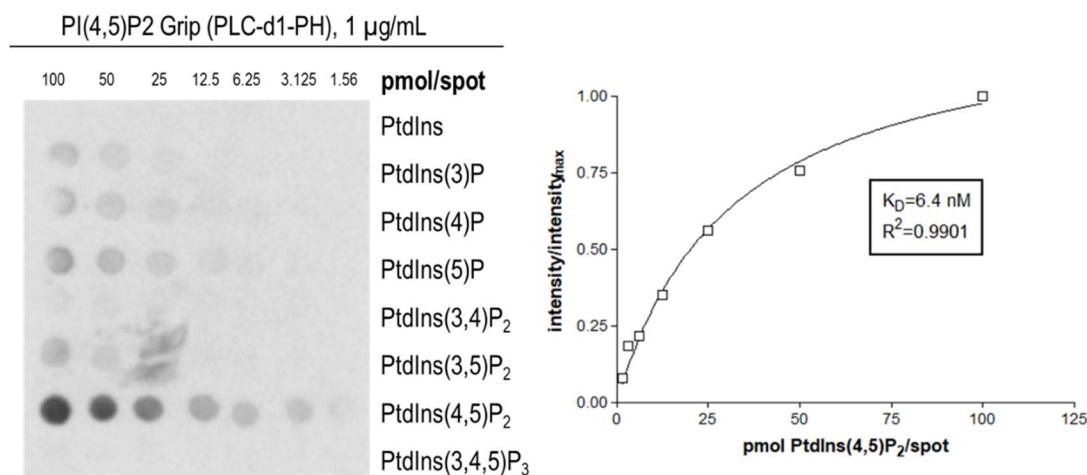 PI(4,5)P2 Grip (PLC-d1-PH), 1 µg/mL
100 50 25 12.5 6.25 3.125 1.56 pmol/spot
PtdIns
PtdIns(3)P
PtdIns(4)P
PtdIns(5)P
PtdIns(3,4)P2
PtdIns(3,5)P2
PtdIns(4,5)P2
PtdIns(3,4,5)P3
intensity/intensitymax
1.00
0.75
0.50
0.25
0.00
KD=6.4 nM
R2=0.9901
0 25 50 75 100 125
pmol PtdIns(4,5)P2/spot